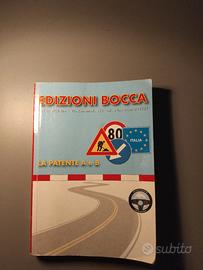 EDIZIONI BOCCA
80
ITALIA
LA PATENTE A e B
subito